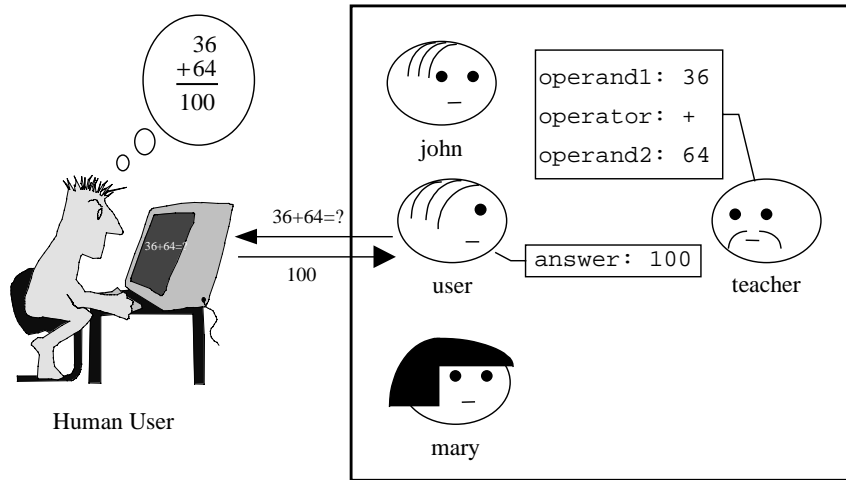 36
+64
100
36+64=?
Human User
36+64=?
100
john
user
mary
operand1: 36
operator: +
operand2: 64
answer: 100
teacher